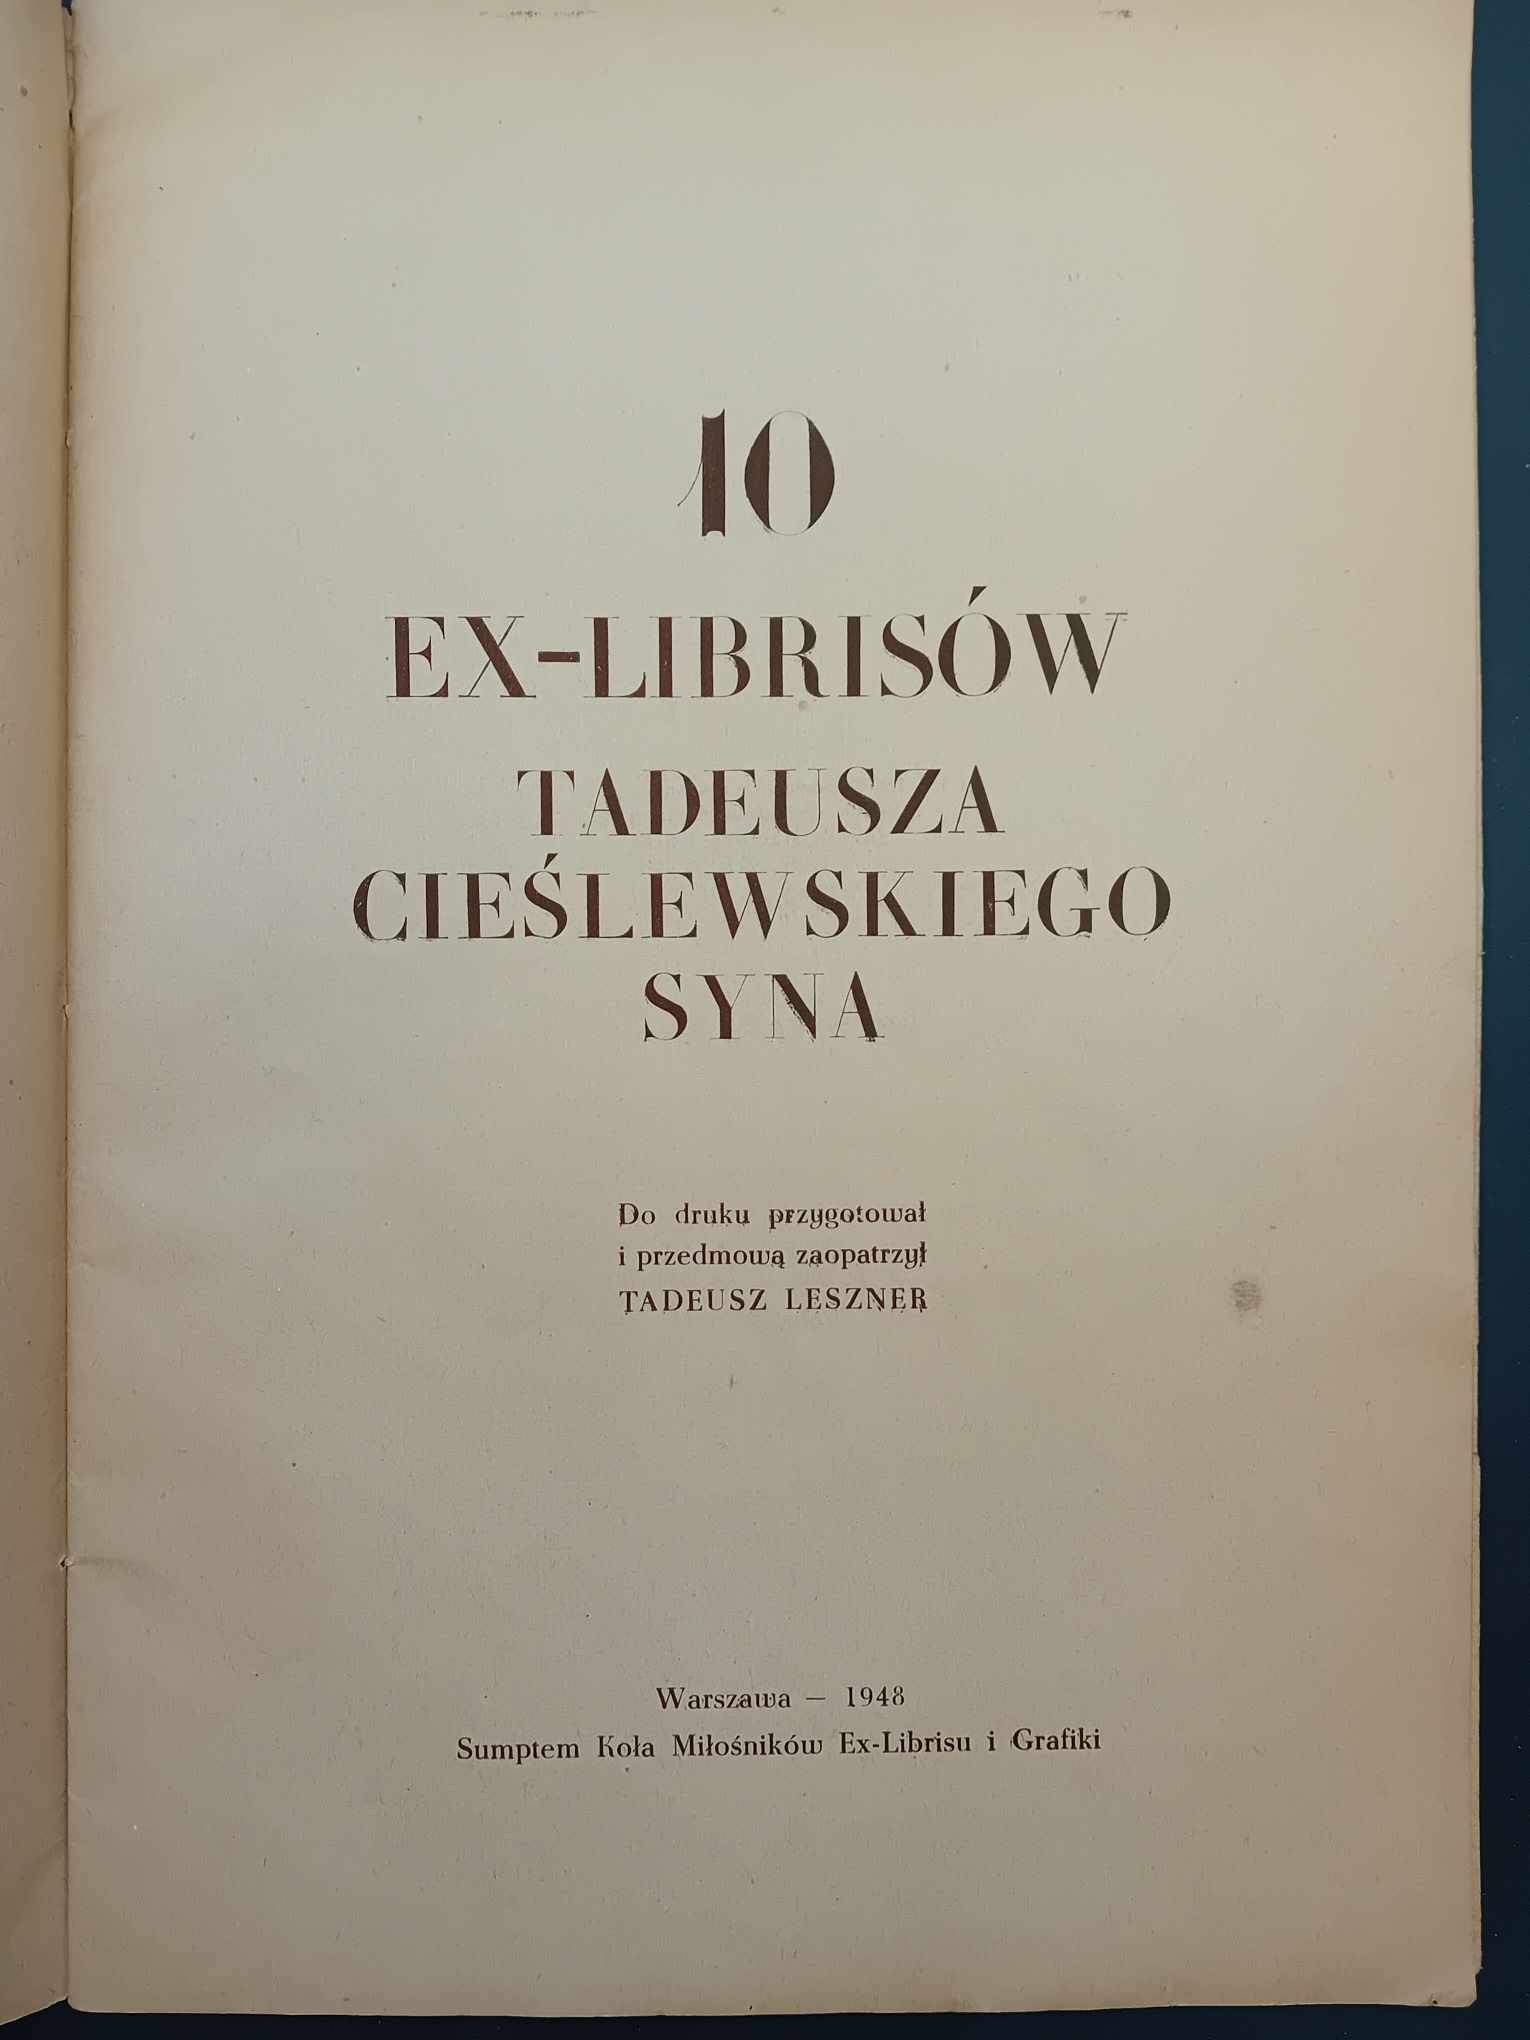 10
EX-LIBRISÓW
TADEUSZA
CIEŚLEWSKIEGO
SYNA
Do druku przygotował
i przedmową zaopatrzył
TADEUSZ LESZNER
Warszawa — 1948
Sumptem Koła Miłośników Ex-Librisu i Grafiki